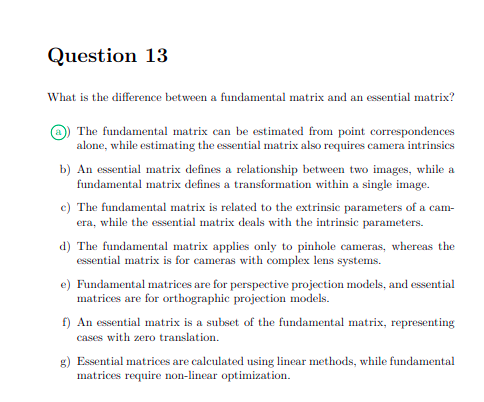 Question 13
What is the difference between a fundamental matrix and an essential matrix?
a) The fundamental matrix can be estimated from point correspondences
alone, while estimating the essential matrix also requires camera intrinsics
b) An essential matrix defines a relationship between two images, while a
fundamental matrix defines a transformation within a single image.
c) The fundamental matrix is related to the extrinsic parameters of a cam-
era, while the essential matrix deals with the intrinsic parameters.
d) The fundamental matrix applies only to pinhole cameras, whereas the
essential matrix is for cameras with complex lens systems.
e) Fundamental matrices are for perspective projection models, and essential
matrices are for orthographic projection models.
f) An essential matrix is a subset of the fundamental matrix, representing
cases with zero translation.
g) Essential matrices are calculated using linear methods, while fundamental
matrices require non-linear optimization.